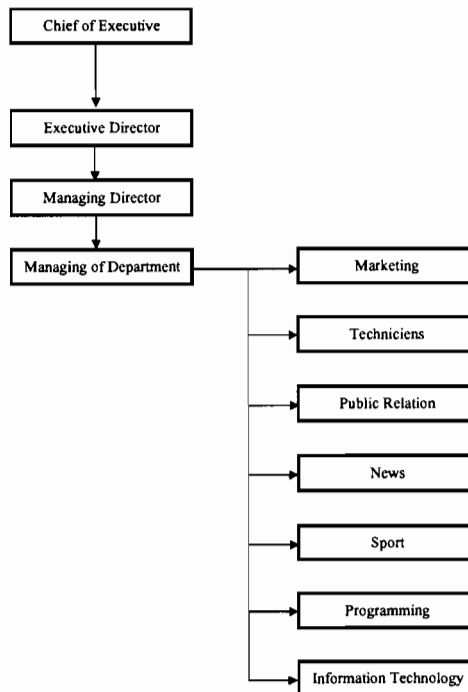 Chief of Executive
Executive Director
Managing Director
Managing of Department
Marketing
Techniciens
Public Relation
News
Sport
Programming
Information Technology